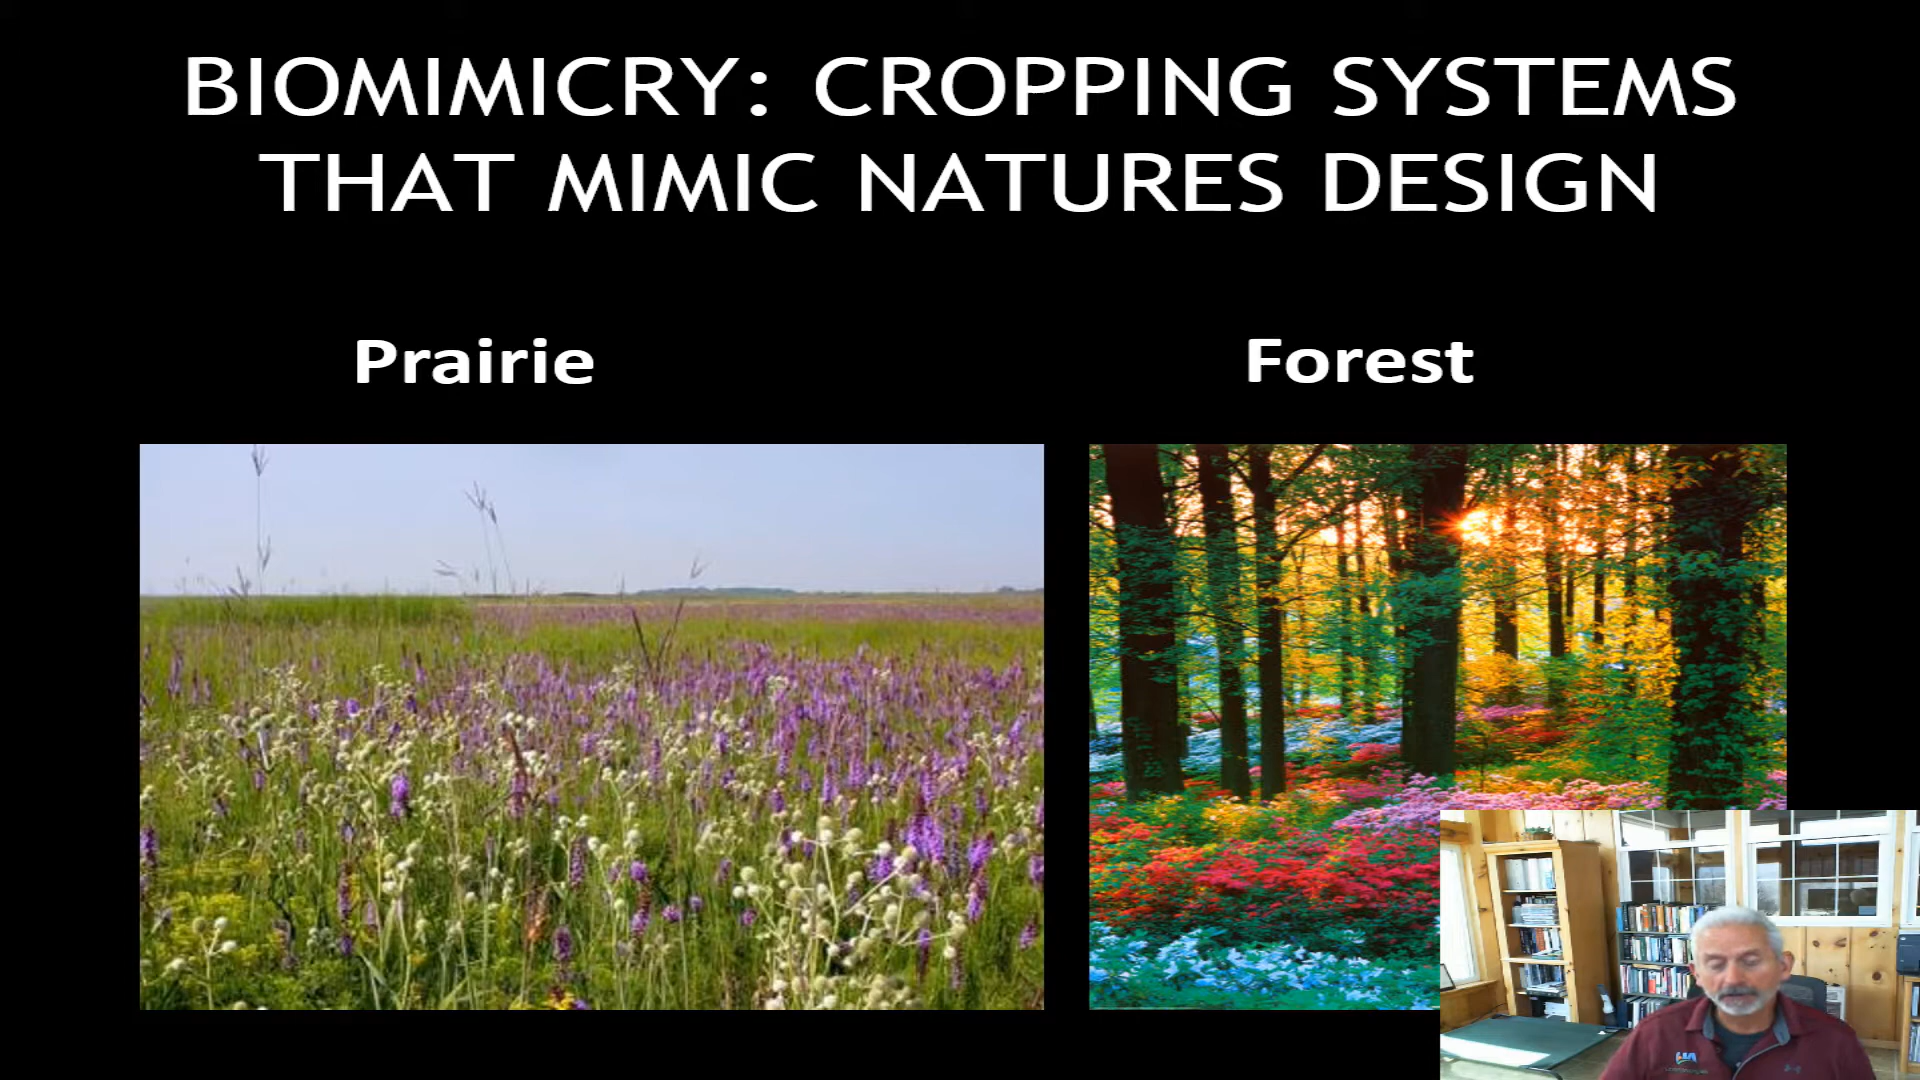 BIOMIMICRY: CROPPING SYSTEMS
THAT MIMIC NATURES DESIGN
Prairie
Forest